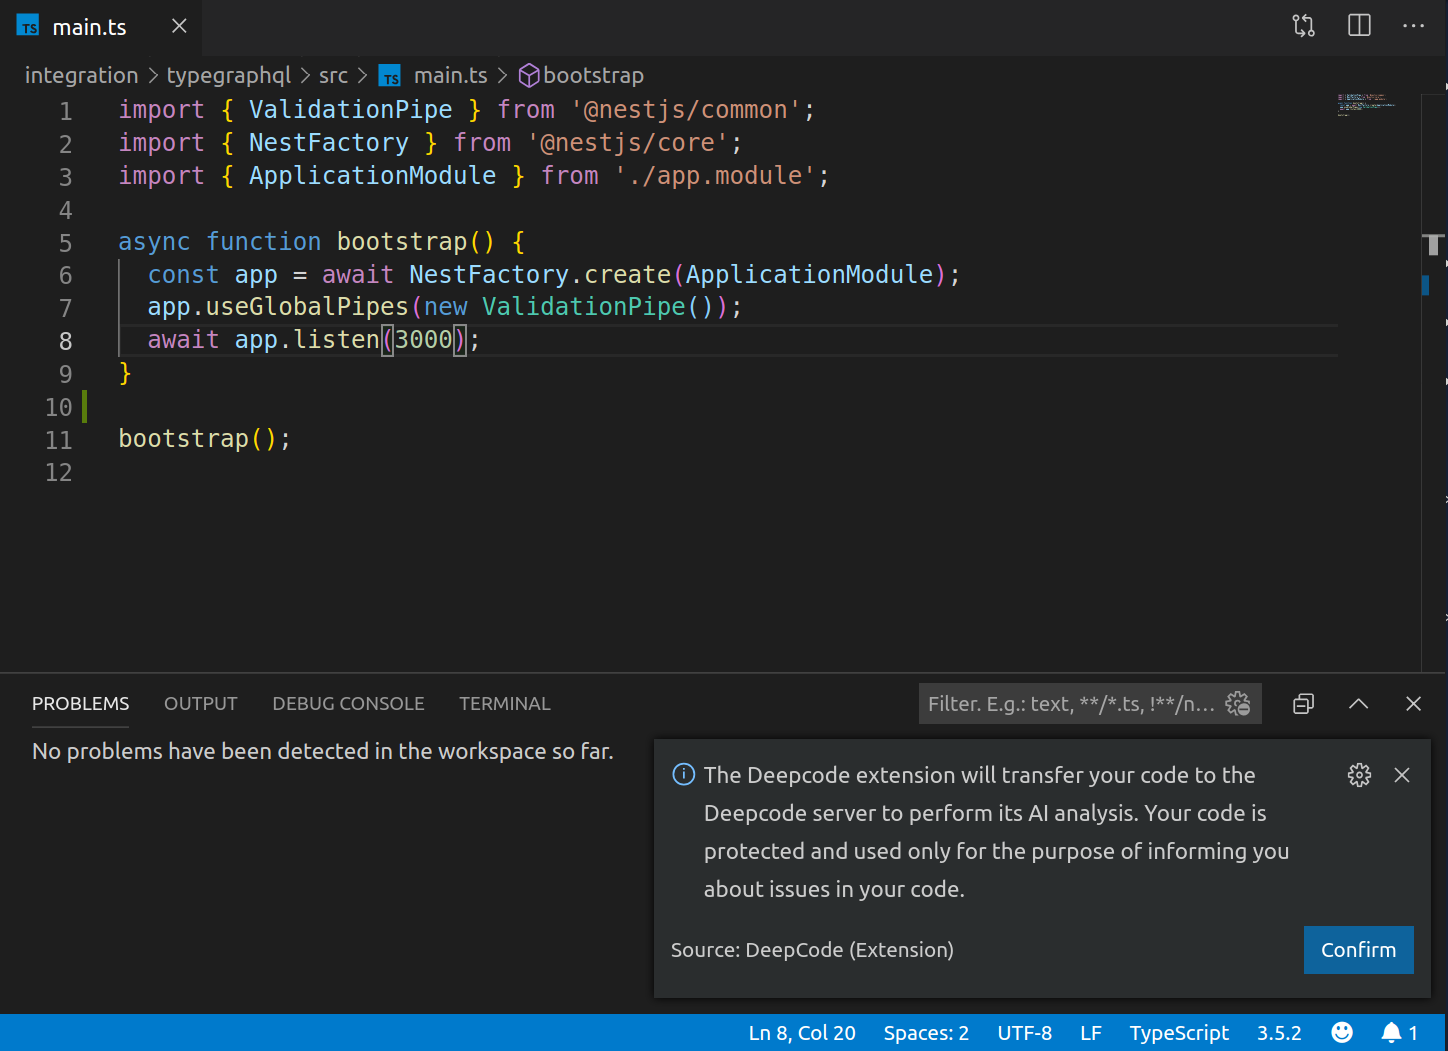 TS main.ts
integration > typegraphql > src > TS main.ts > bootstrap
1 import { ValidationPipe } from '@nestjs/common';
2 import { NestFactory } from '@nestjs/core';
3 import { ApplicationModule } from './app.module';
4
5 async function bootstrap() {
6   const app = await NestFactory.create(ApplicationModule);
7   app.useGlobalPipes(new ValidationPipe());
8   await app.listen(3000);
9 }
10
11 bootstrap();
12
PROBLEMS OUTPUT DEBUG CONSOLE TERMINAL Filter. E.g.: text, **/*.ts, !**/n...
No problems have been detected in the workspace so far.
The Deepcode extension will transfer your code to the
Deepcode server to perform its AI analysis. Your code is
protected and used only for the purpose of informing you
about issues in your code.
Source: DeepCode (Extension) Confirm
Ln 8, Col 20 Spaces: 2 UTF-8 LF TypeScript 3.5.2 1